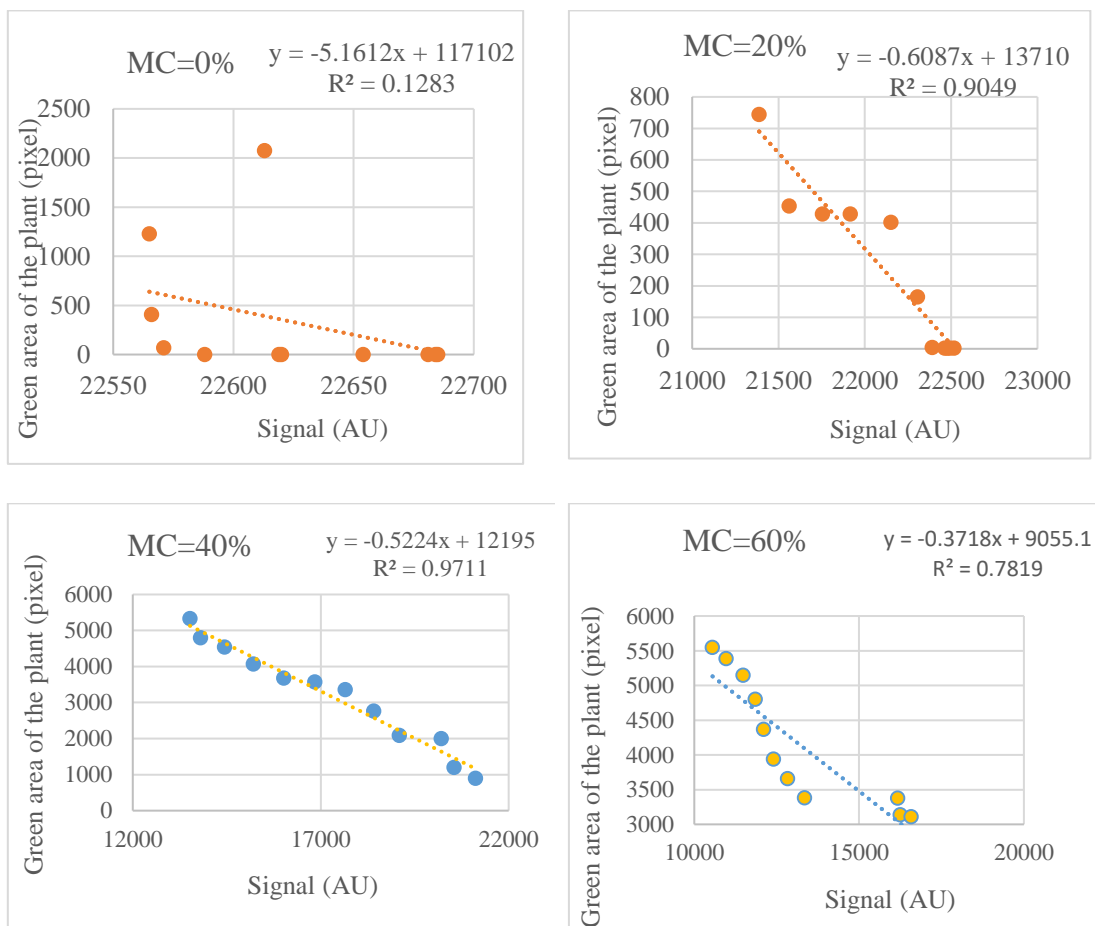 MC=0%
y = -5.1612x + 117102
R² = 0.1283
Green area of the plant (pixel)
2500
2000
1500
1000
500
0
22550 22600 22650 22700
Signal (AU)
MC=20%
y = -0.6087x + 13710
R² = 0.9049
Green area of the plant (pixel)
800
700
600
500
400
300
200
100
0
21000 21500 22000 22500 23000
Signal (AU)
MC=40%
y = -0.5224x + 12195
R² = 0.9711
Green area of the plant (pixel)
6000
5000
4000
3000
2000
1000
0
12000 17000 22000
Signal (AU)
MC=60%
y = -0.3718x + 9055.1
R² = 0.7819
Green area of the plant (pixel)
6000
5500
5000
4500
4000
3500
3000
10000 15000 20000
Signal (AU)